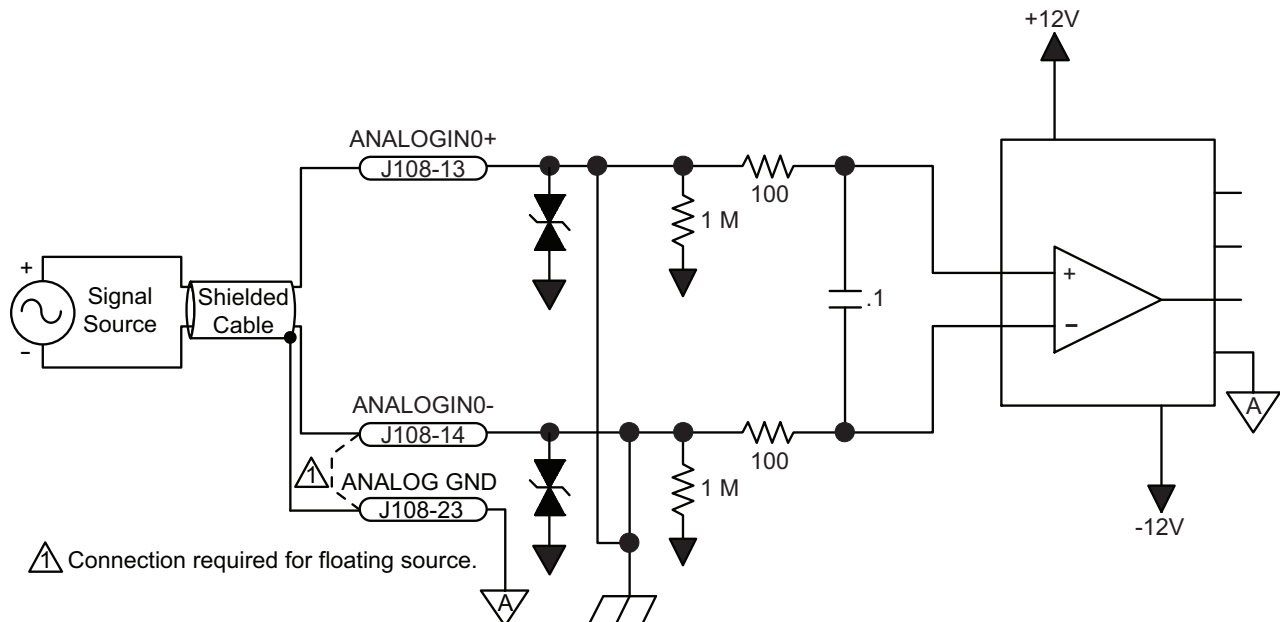 +12V
ANALOGIN0+
J108-13
100
1 M
+
Signal
Source
Shielded
Cable
.1
+
−
-
ANALOGIN0-
J108-14
100
A
1
ANALOG GND
J108-23
1 M
-12V
1 Connection required for floating source.
A